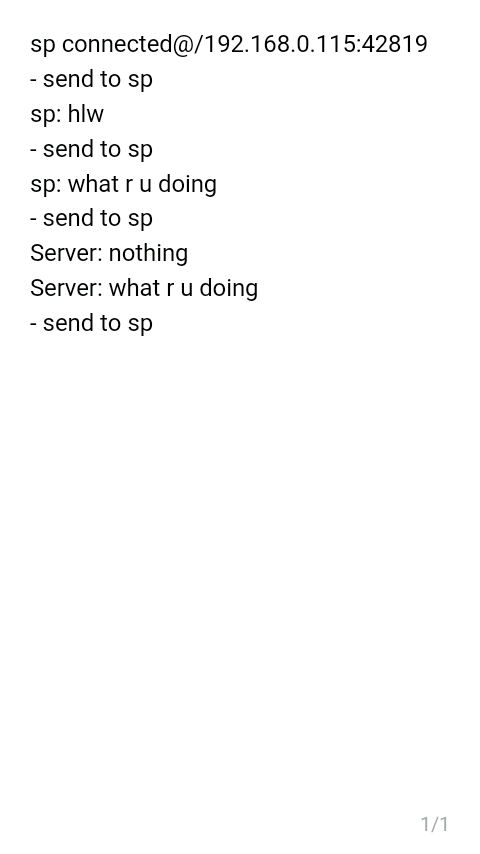 sp connected@/192.168.0.115:42819
- send to sp
sp: hlw
- send to sp
sp: what r u doing
- send to sp
Server: nothing
Server: what r u doing
- send to sp
1/1